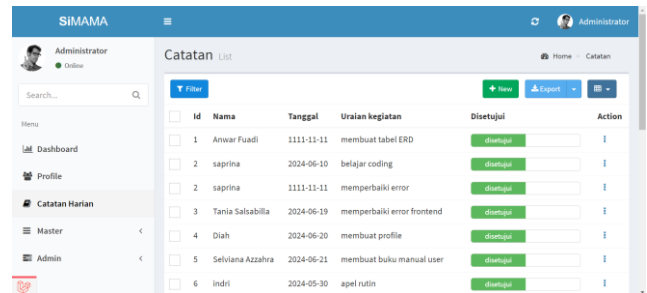 SiMAMA
Administrator
Administrator
Online
Search...
Menu
Dashboard
Profile
Catatan Harian
Master
Admin
Catatan List
Home > Catatan
Filter
New Export
Id Nama Tanggal Uraian kegiatan Disetujui Action
1 Anwar Fuadi 1111-11-11 membuat tabel ERD disetujui
2 saprina 2024-06-10 belajar coding disetujui
2 saprina 1111-11-11 memperbaiki error disetujui
3 Tania Salsabilla 2024-06-19 memperbaiki error frontend disetujui
4 Diah 2024-06-20 membuat profile disetujui
5 Selviana Azzahra 2024-06-21 membuat buku manual user disetujui
6 indri 2024-05-30 apel rutin disetujui